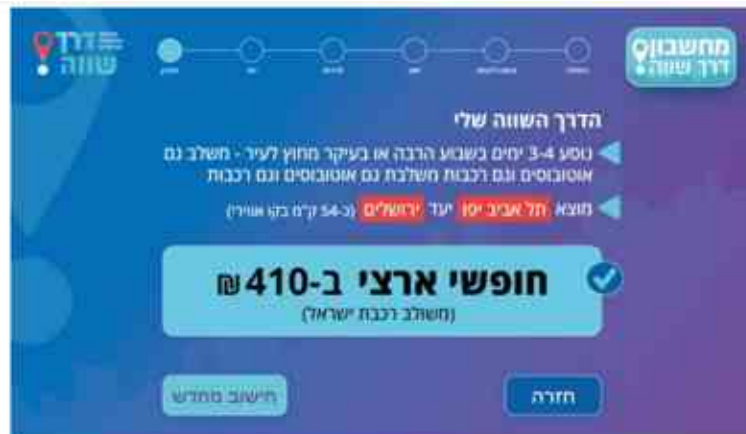 מחשבון
דרך שווה
דרך
שווה
הדרך השווה שלי
נוסע 3-4 ימים בשבוע הרבה או בעיקר מחוץ לעיר - משלב גם
אוטובוסים וגם רכבות משלבת גם אוטובוסים וגם רכבות
מוצא תל אביב יפו יעד ירושלים (כ-54 ק"מ בקו אווירי)
חופשי ארצי ב-410 ₪
(משולב רכבת ישראל)
חזרה
חישוב מחדש